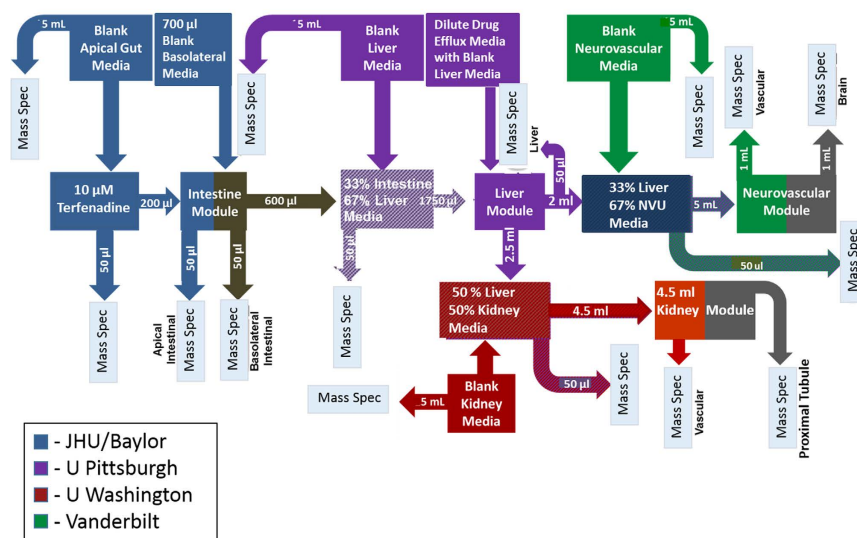 5 mL
Blank
Apical Gut
Media
700 µl
Blank
Basolateral
Media
5 mL
Blank
Liver
Media
Dilute Drug
Efflux Media
with Blank
Liver Media
Blank
Neurovascular
Media
5 mL
Mass Spec
Mass Spec
Mass Spec
Liver
Mass Spec
Mass Spec
Vascular
Mass Spec
Brain
10 µM
Terfenadine
200 µl
Intestine
Module
600 µl
33% Intestine
67% Liver
Media
1750 µl
Liver
Module
50 µl
2 ml
33% Liver
67% NVU
Media
5 mL
1 mL
1 mL
Neurovascular
Module
50 µl
50 µl
50 µl
50 µl
2.5 ml
50 ul
Mass Spec
Mass Spec
Mass Spec
Apical
Intestinal
Mass Spec
Basolateral
Intestinal
Mass Spec
50 % Liver
50% Kidney
Media
4.5 ml
4.5 ml
Kidney
Module
Mass Spec
5 mL
Blank
Kidney
Media
50 µl
Mass Spec
Mass Spec
Vascular
Mass Spec
Proximal Tubule
- JHU/Baylor
- U Pittsburgh
- U Washington
- Vanderbilt